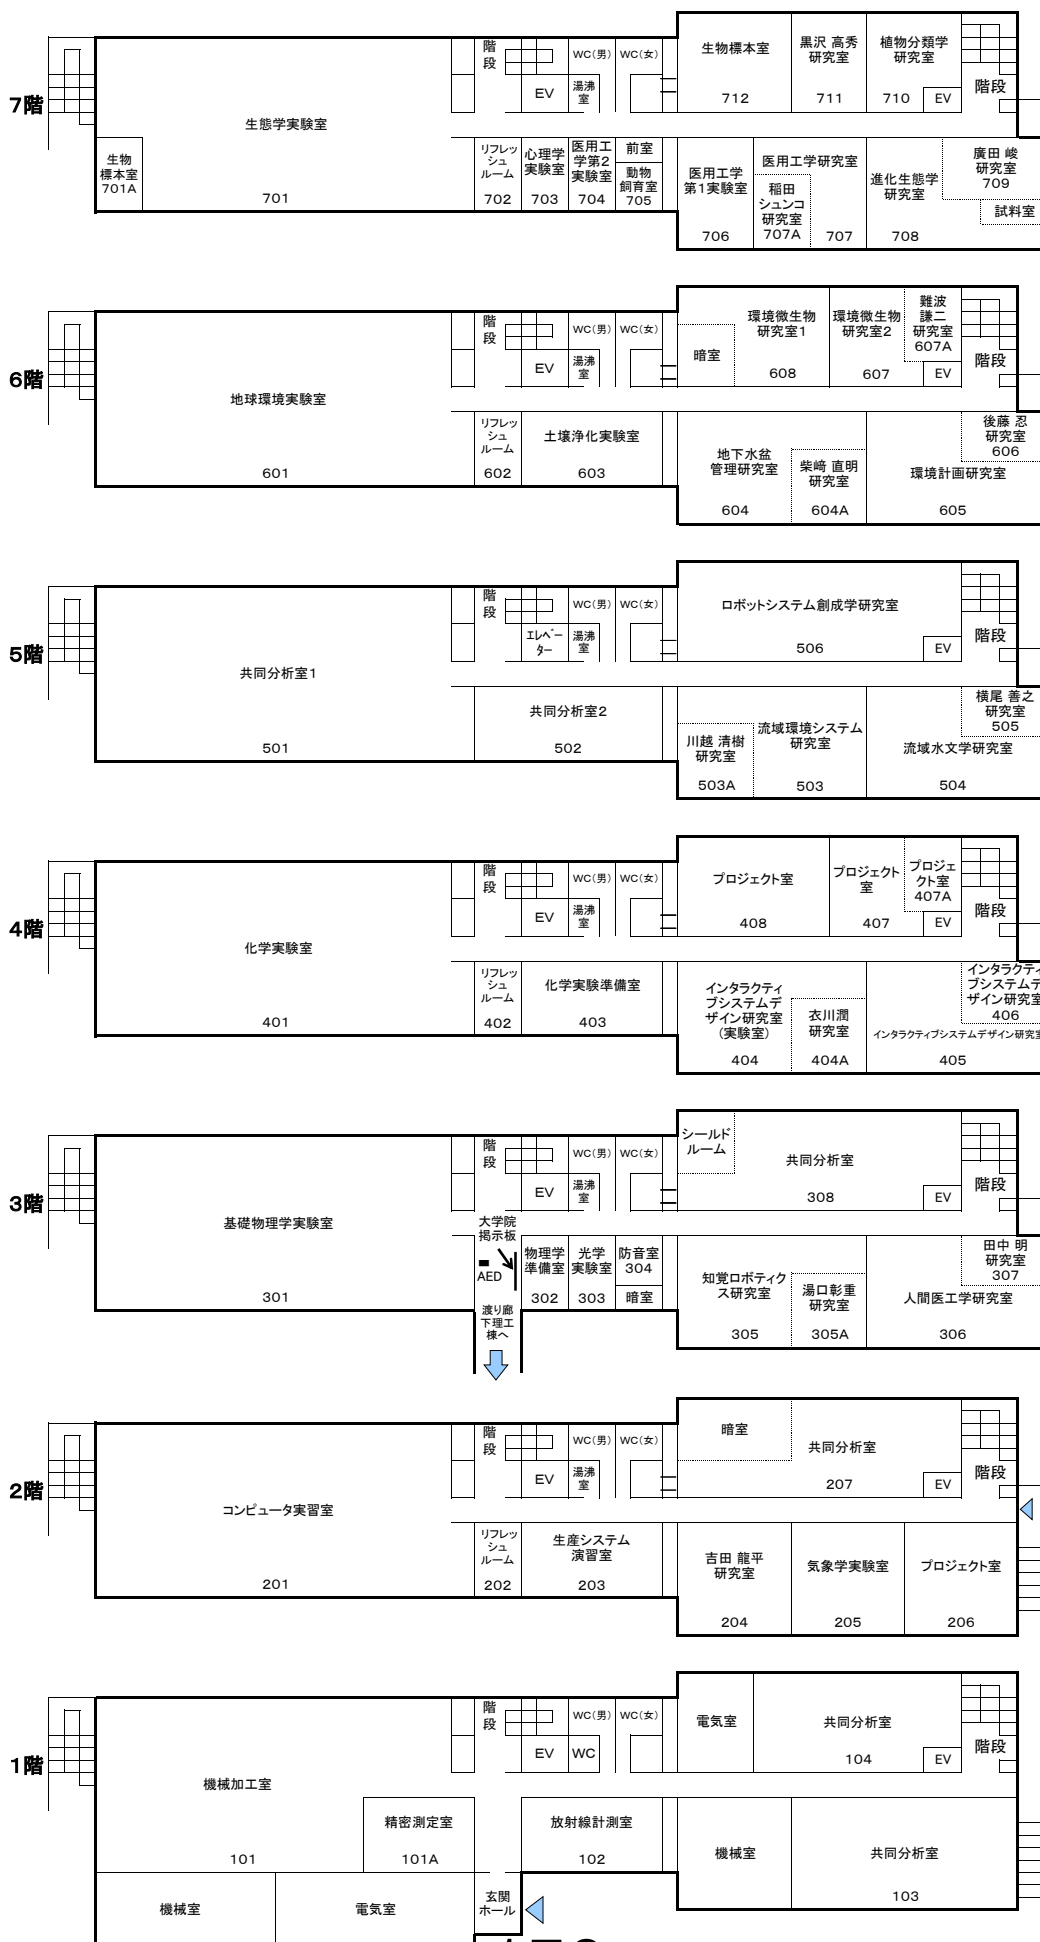 7階
階
段
WC(男)
WC(女)
EV
湯沸
室
生物標本室
712
黒沢 高秀
研究室
711
植物分類学
研究室
710
EV
階段
生態学実験室
701
生物
標本室
701A
リフレッ
シュ
ルーム
702
心理学
実験室
703
医用工
学第2
実験室
704
前室
動物
飼育室
705
医用工学
第1実験室
706
医用工学研究室
稲田
シュンコ
研究室
707A
707
進化生態学
研究室
708
廣田 峻
研究室
709
試料室
6階
階
段
WC(男)
WC(女)
EV
湯沸
室
暗室
環境微生物
研究室1
608
環境微生物
研究室2
607
難波
謙二
研究室
607A
EV
階段
地球環境実験室
601
リフレッ
シュ
ルーム
602
土壌浄化実験室
603
地下水盆
管理研究室
604
柴﨑 直明
研究室
604A
後藤 忍
研究室
606
環境計画研究室
605
5階
階
段
WC(男)
WC(女)
エレベー
ター
湯沸
室
ロボットシステム創成学研究室
506
EV
階段
共同分析室1
501
共同分析室2
502
川越 清樹
研究室
503A
流域環境システム
研究室
503
横尾 善之
研究室
505
流域水文学研究室
504
4階
階
段
WC(男)
WC(女)
EV
湯沸
室
プロジェクト室
408
プロジェクト
室
407
プロジェ
クト室
407A
EV
階段
化学実験室
401
リフレッ
シュ
ルーム
402
化学実験準備室
403
インタラクティ
ブシステムデ
ザイン研究室
(実験室)
404
衣川潤
研究室
404A
インタラクティ
ブシステムデ
ザイン研究室
406
インタラクティブシステムデザイン研究室
405
3階
階
段
WC(男)
WC(女)
EV
湯沸
室
シールド
ルーム
共同分析室
308
EV
階段
基礎物理学実験室
301
大学院
掲示板
AED
渡り廊
下理工
棟へ
物理学
準備室
302
光学
実験室
303
防音室
304
暗室
知覚ロボティク
ス研究室
305
湯口彰重
研究室
305A
田中 明
研究室
307
人間医工学研究室
306
2階
階
段
WC(男)
WC(女)
EV
湯沸
室
暗室
共同分析室
207
EV
階段
コンピュータ実習室
201
リフレッ
シュ
ルーム
202
生産システム
演習室
203
吉田 龍平
研究室
204
気象学実験室
205
プロジェクト室
206
1階
階
段
WC(男)
WC(女)
EV
WC
電気室
共同分析室
104
EV
階段
機械加工室
101
精密測定室
101A
放射線計測室
102
機械室
共同分析室
103
機械室
電気室
玄関
ホール